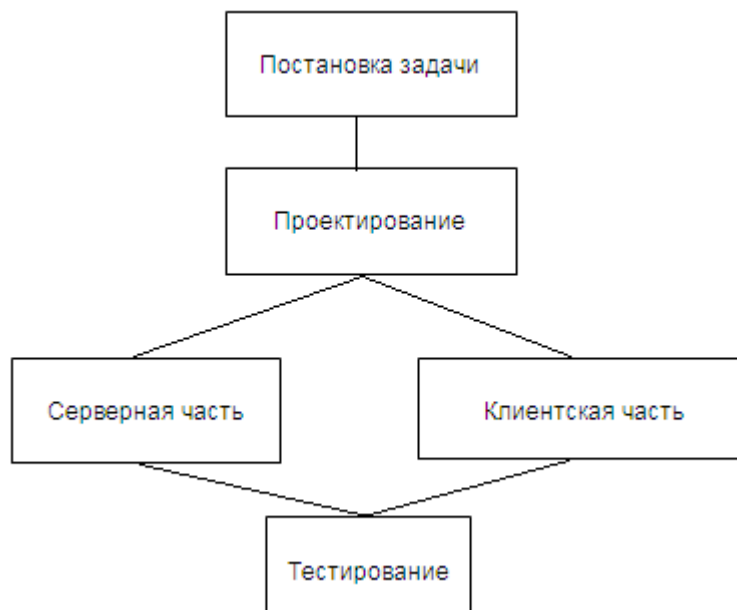 Постановка задачи
Проектирование
Серверная часть
Клиентская часть
Тестирование